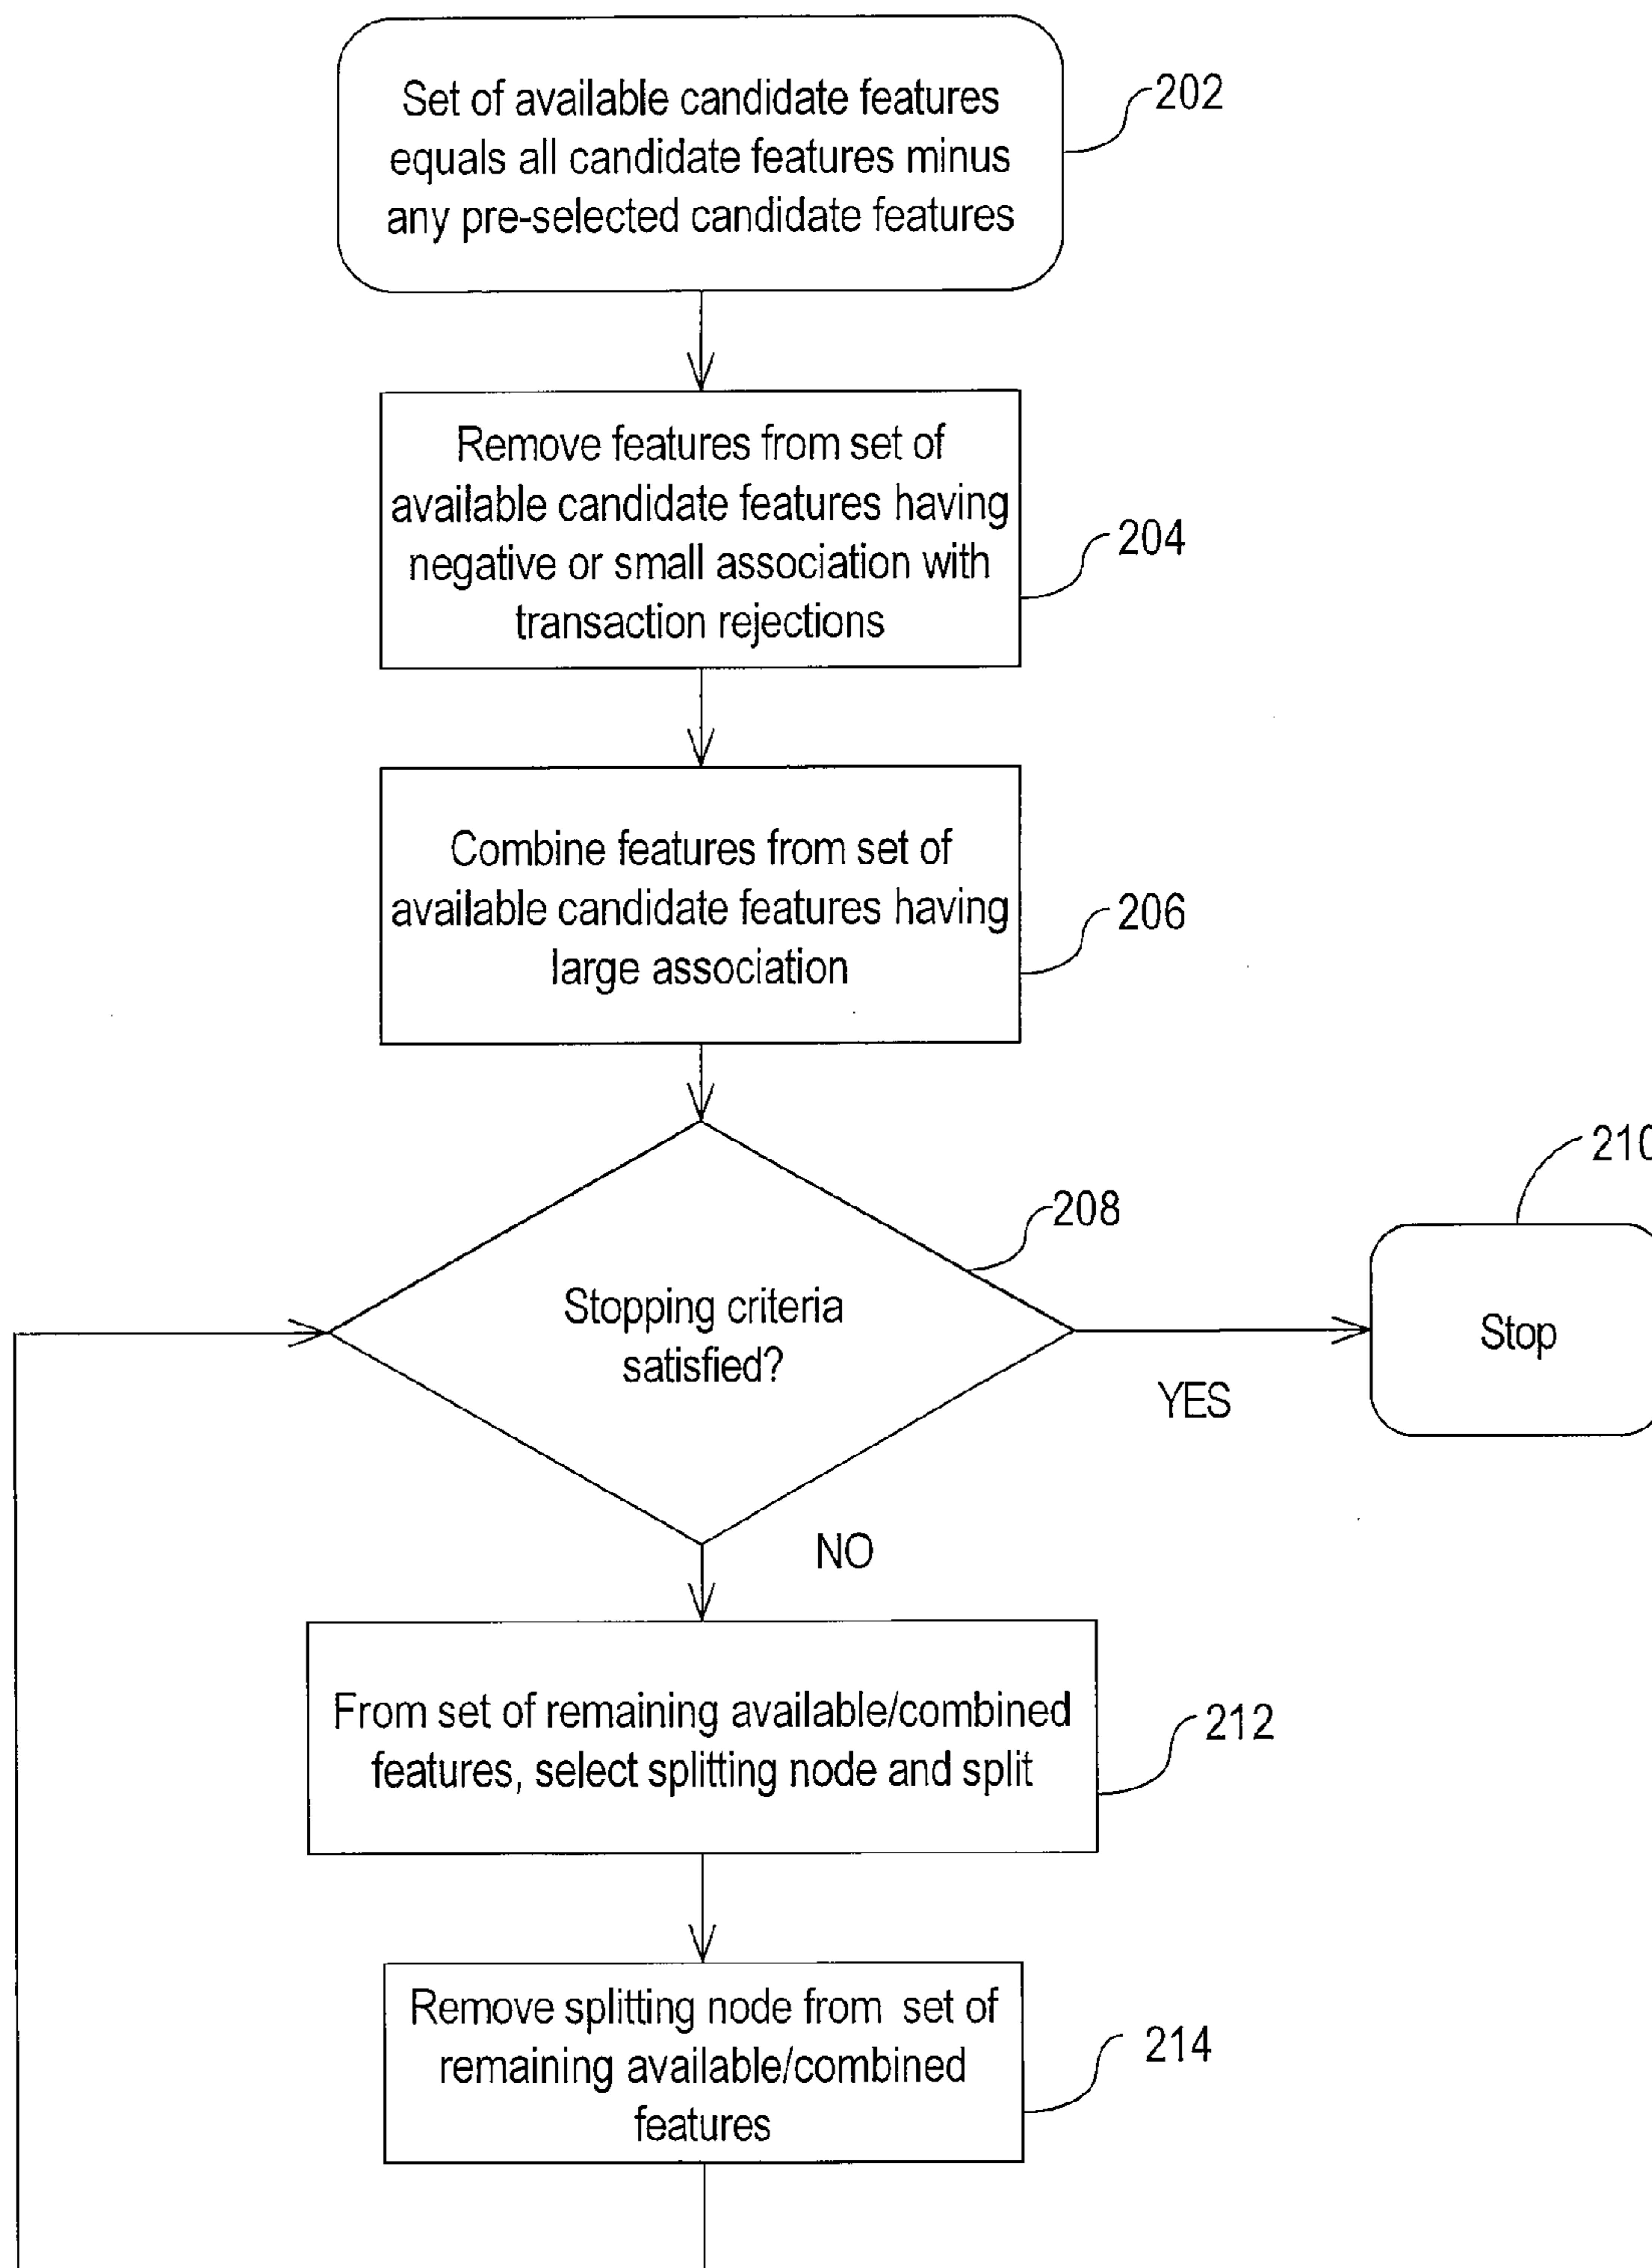 Set of available candidate features
equals all candidate features minus
any pre-selected candidate features
202
Remove features from set of
available candidate features having
negative or small association with
transaction rejections
204
Combine features from set of
available candidate features having
large association
206
208
210
Stopping criteria
satisfied?
Stop
YES
NO
From set of remaining available/combined
features, select splitting node and split
212
Remove splitting node from set of
remaining available/combined
features
214